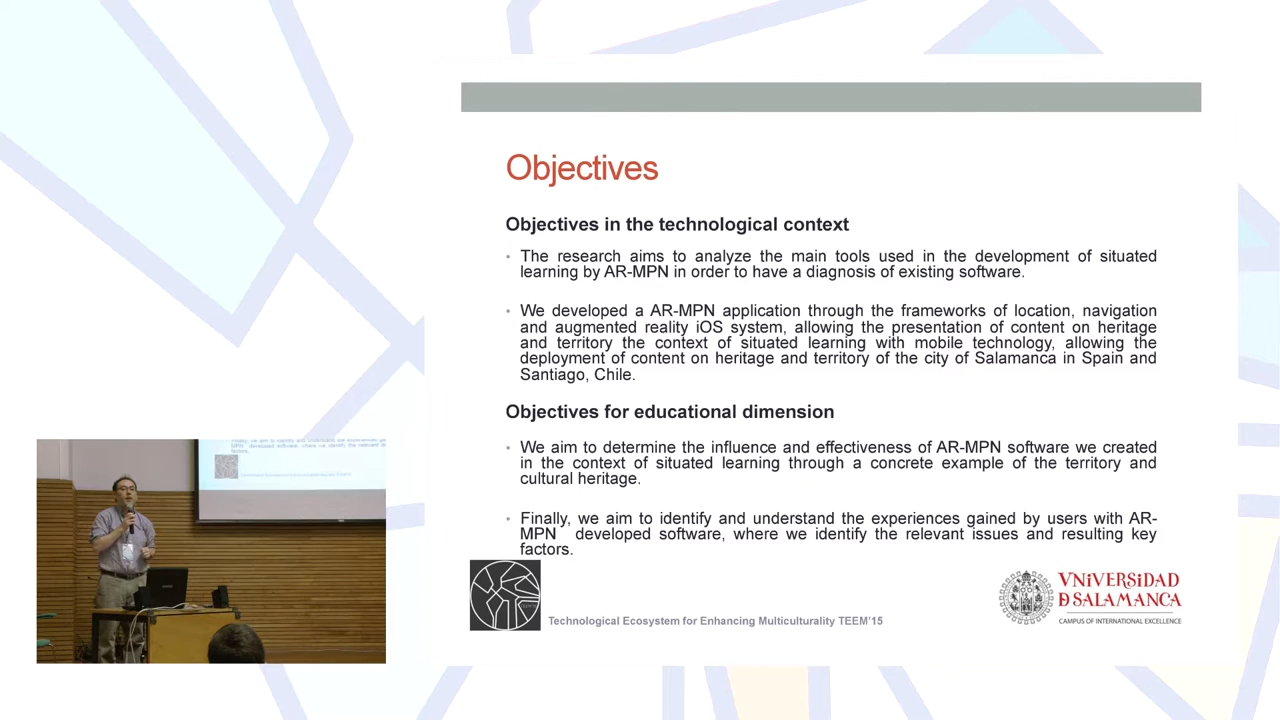 Objectives
Objectives in the technological context
• The research aims to analyze the main tools used in the development of situated
learning by AR-MPN in order to have a diagnosis of existing software.
• We developed a AR-MPN application through the frameworks of location, navigation
and augmented reality iOS system, allowing the presentation of content on heritage
and territory the context of situated learning with mobile technology, allowing the
deployment of content on heritage and territory of the city of Salamanca in Spain and
Santiago, Chile.
Objectives for educational dimension
• We aim to determine the influence and effectiveness of AR-MPN software we created
in the context of situated learning through a concrete example of the territory and
cultural heritage.
• Finally, we aim to identify and understand the experiences gained by users with AR-
MPN developed software, where we identify the relevant issues and resulting key
factors.
Technological Ecosystem for Enhancing Multiculturality TEEM'15
VNiVERSiDAD
D SALAMANCA
CAMPUS OF INTERNATIONAL EXCELLENCE